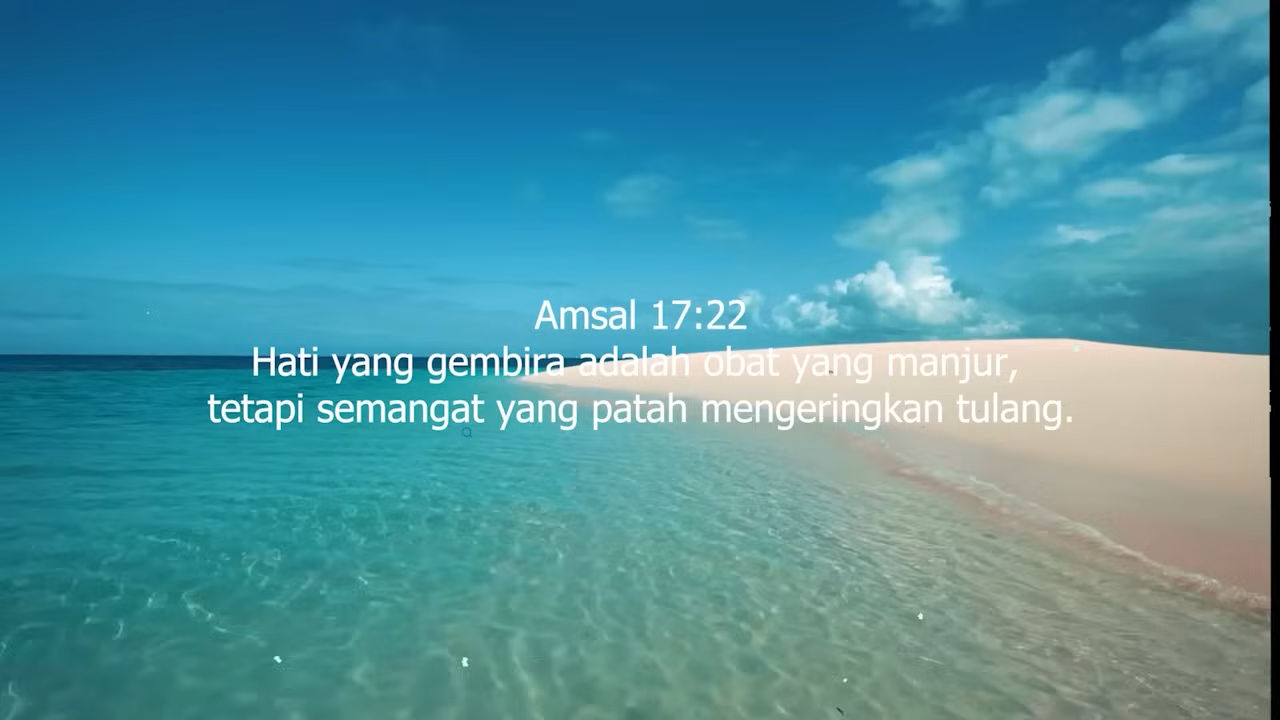 Amsal 17:22
Hati yang gembira adalah obat yang manjur,
tetapi semangat yang patah mengeringkan tulang.